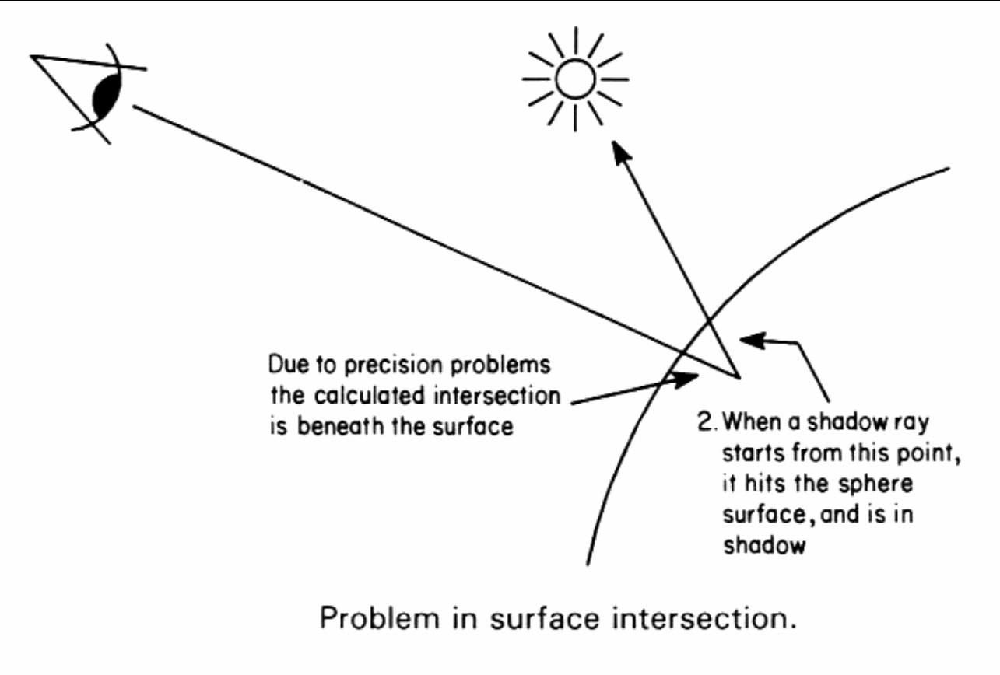 Due to precision problems
the calculated intersection
is beneath the surface
2. When a shadow ray
starts from this point,
it hits the sphere
surface, and is in
shadow
Problem in surface intersection.